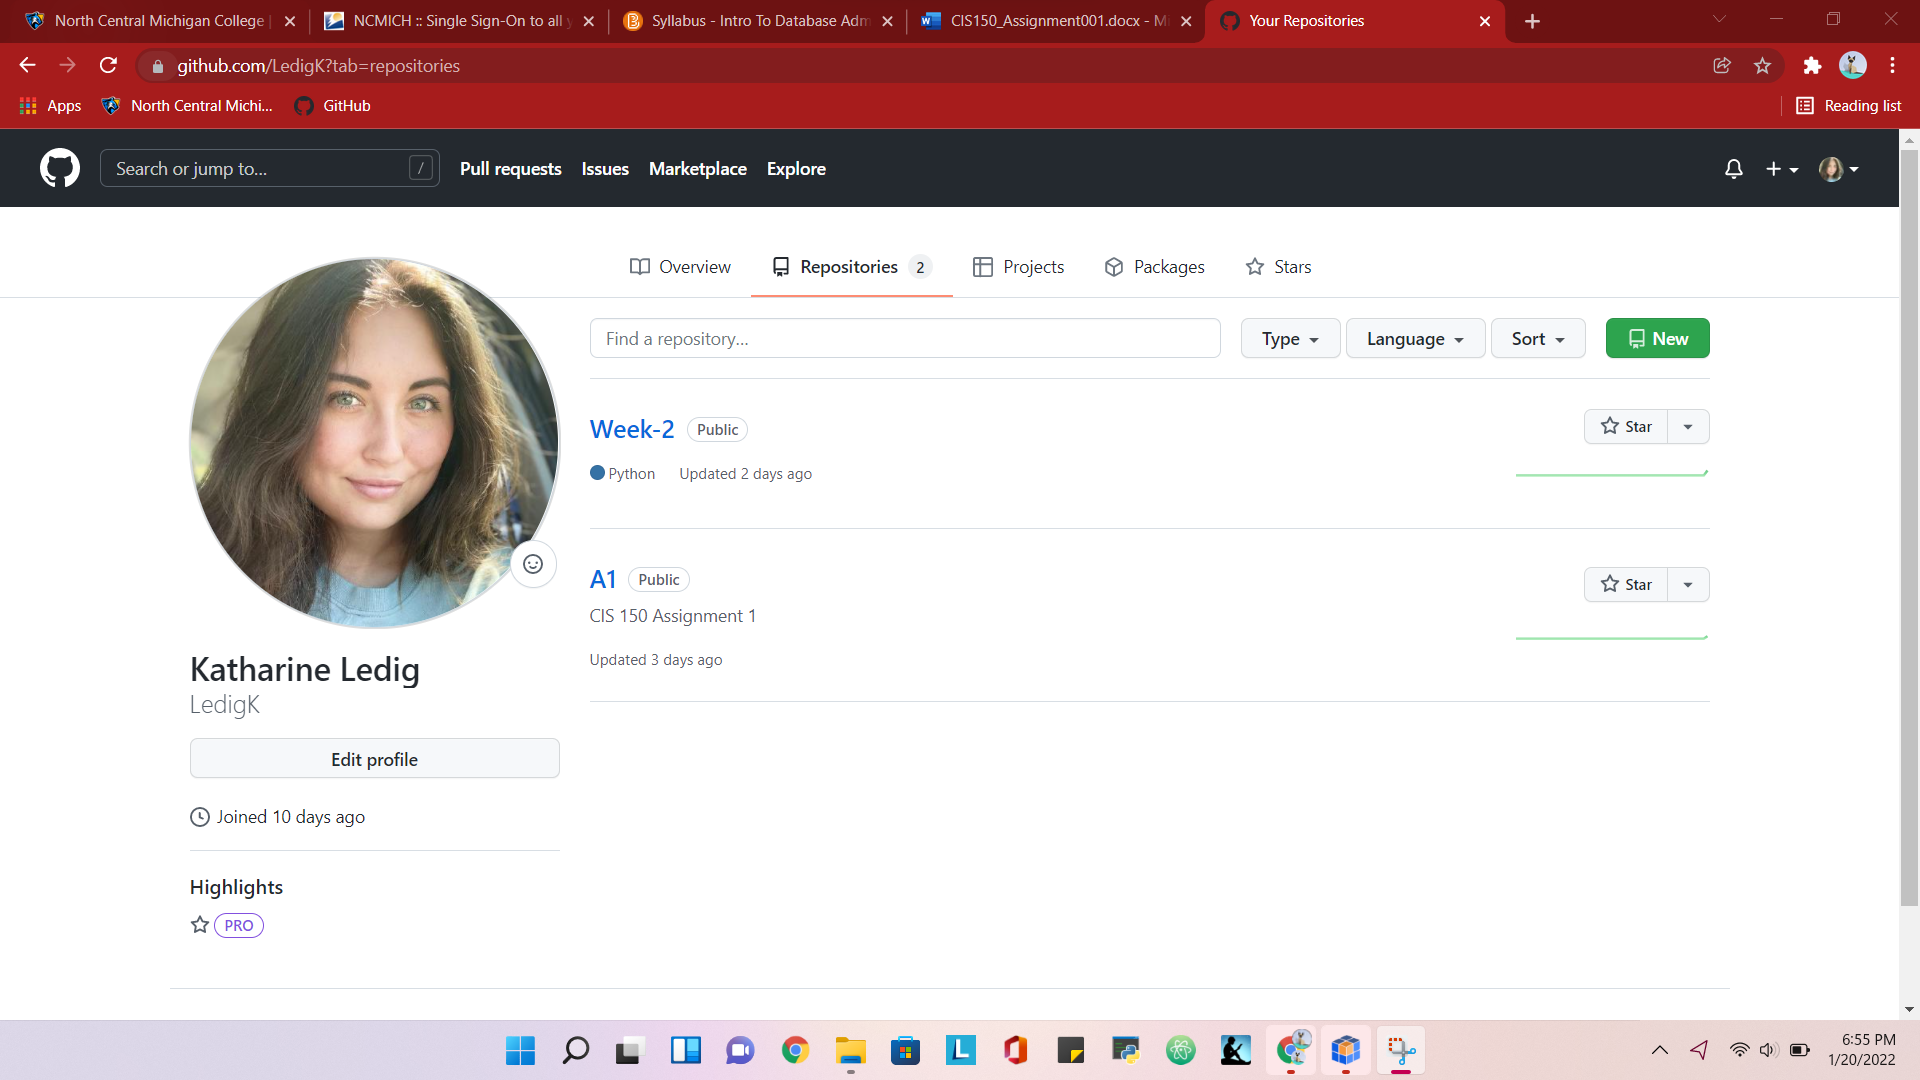 North Central Michigan College |
NCMICH :: Single Sign-On to all y
Syllabus - Intro To Database Adm
CIS150_Assignment001.docx - Mi
Your Repositories
github.com/LedigK?tab=repositories
Apps
North Central Michi...
GitHub
Reading list
Search or jump to...
/
Pull requests
Issues
Marketplace
Explore
Overview
Repositories 2
Projects
Packages
Stars
Find a repository...
Type
Language
Sort
New
Week-2 Public
Star
Python Updated 2 days ago
A1 Public
Star
CIS 150 Assignment 1
Updated 3 days ago
Katharine Ledig
LedigK
Edit profile
Joined 10 days ago
Highlights
PRO
6:55 PM
1/20/2022